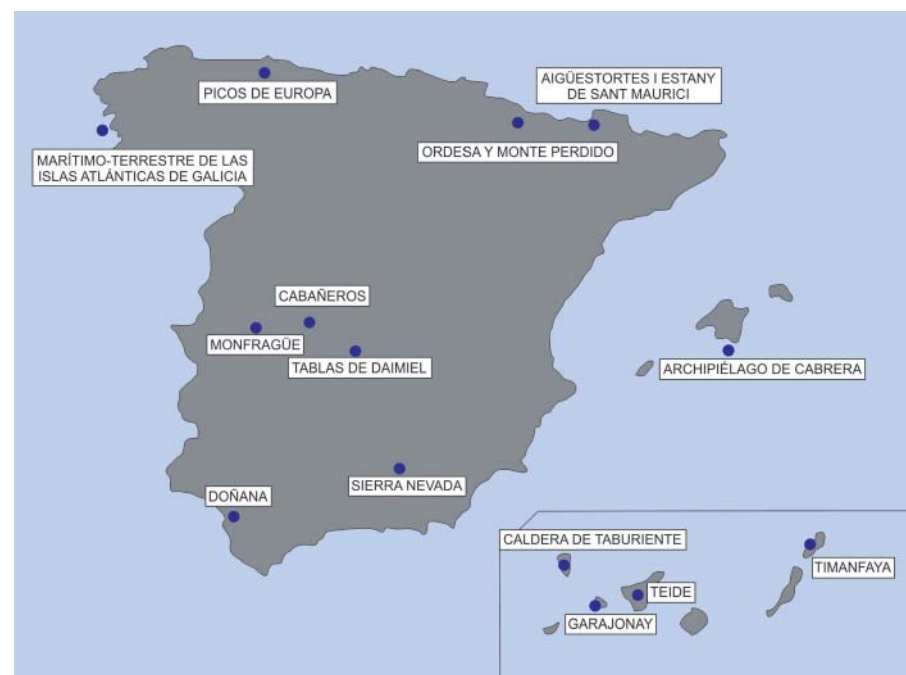 PICOS DE EUROPA
AIGÜESTORTES I ESTANY
DE SANT MAURICI
ORDESA Y MONTE PERDIDO
MARÍTIMO-TERRESTRE DE LAS
ISLAS ATLÁNTICAS DE GALICIA
CABAÑEROS
MONFRAGÜE
TABLAS DE DAIMIEL
ARCHIPIÉLAGO DE CABRERA
SIERRA NEVADA
DOÑANA
CALDERA DE TABURIENTE
TIMANFAYA
TEIDE
GARAJONAY